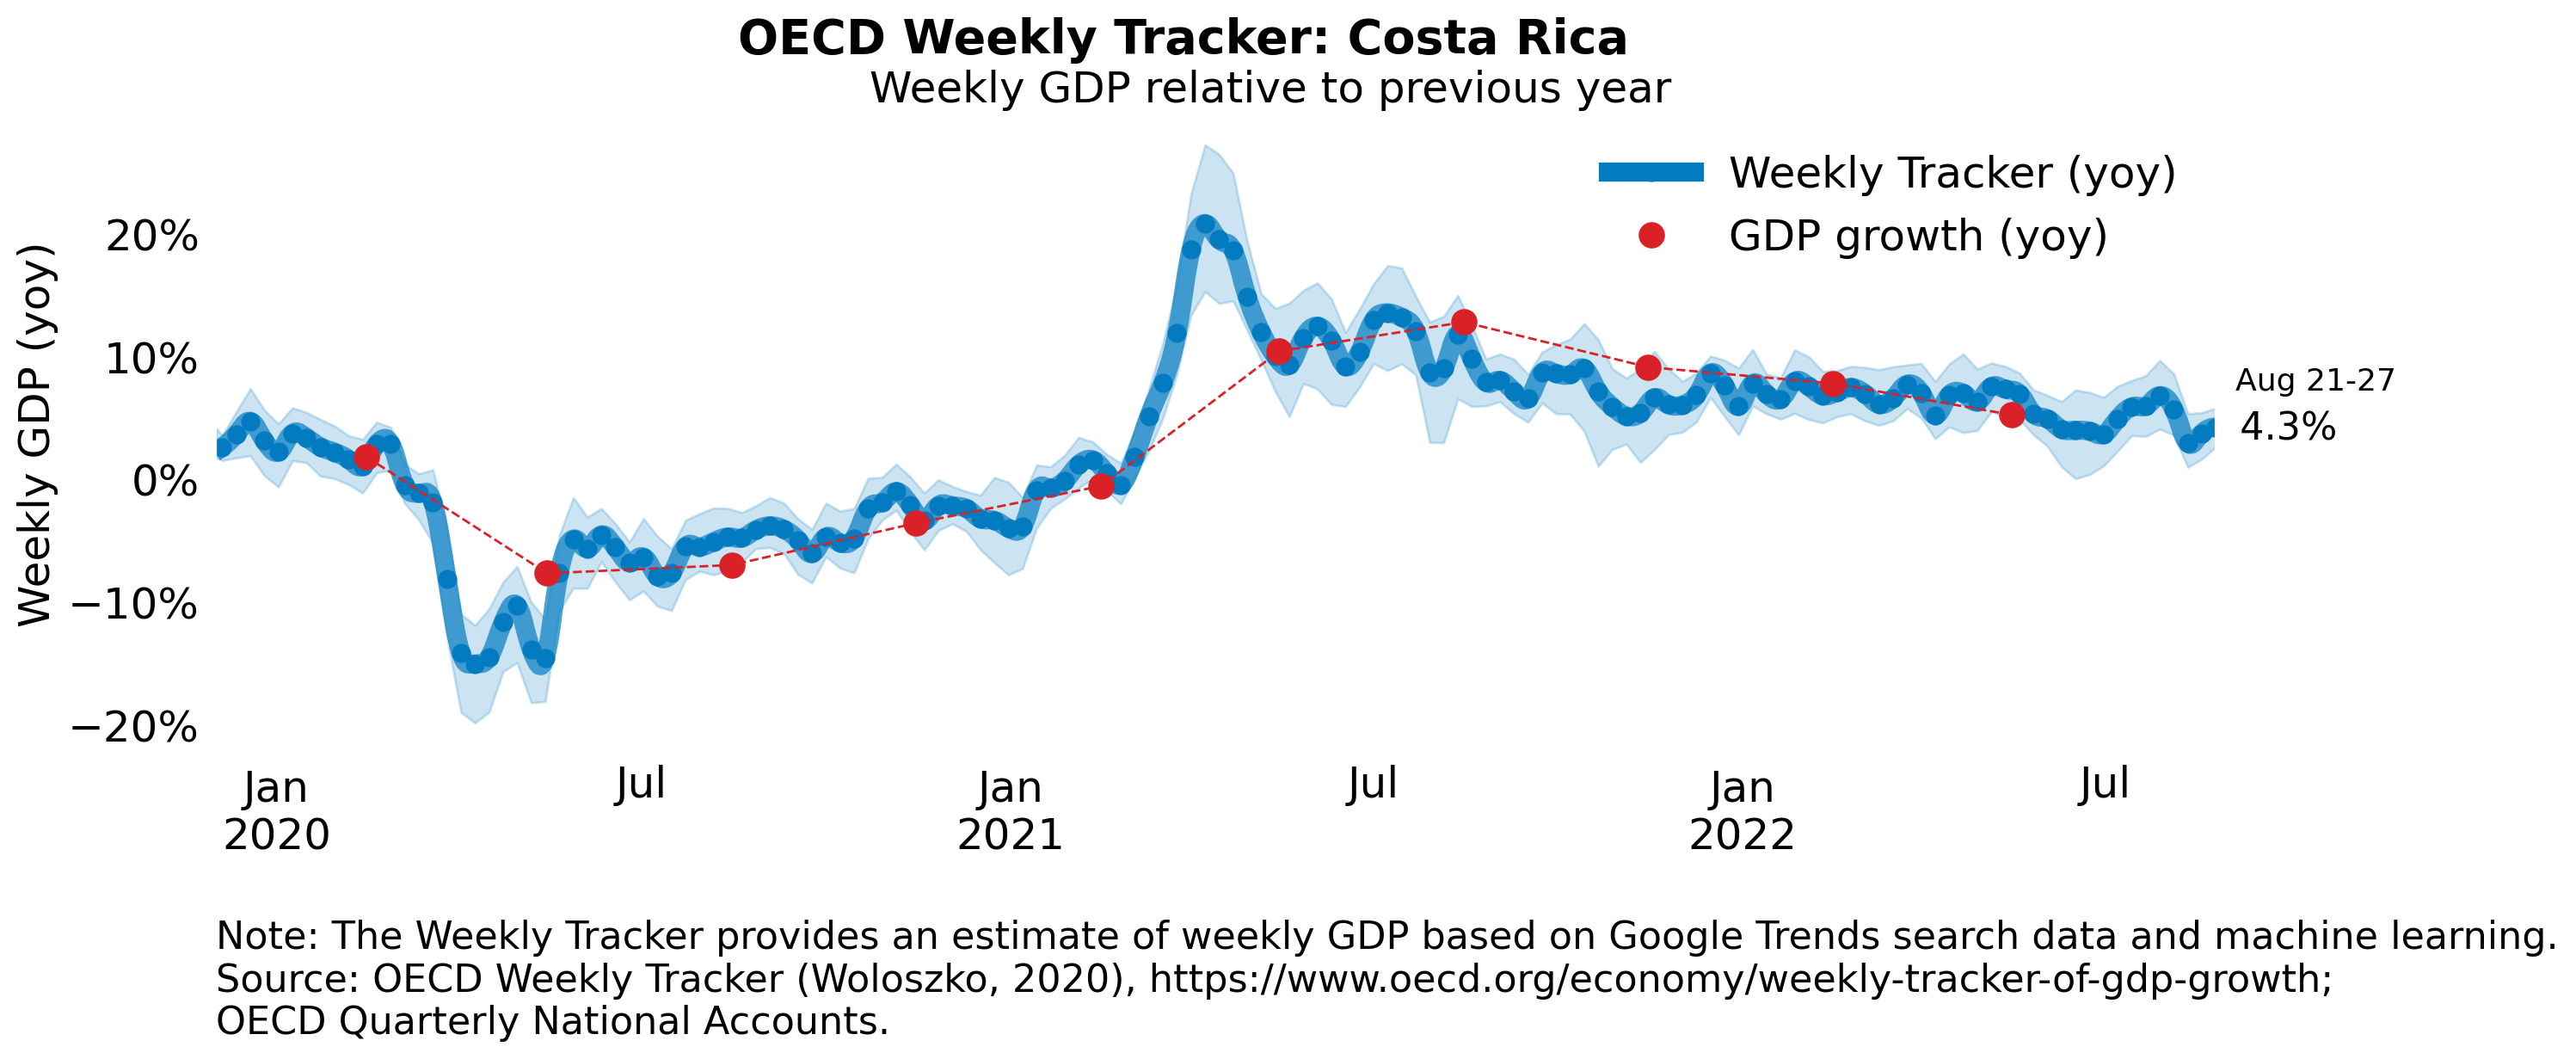 OECD Weekly Tracker: Costa Rica
Weekly GDP relative to previous year
Weekly Tracker (yoy)
GDP growth (yoy)
Weekly GDP (yoy)
20%
10%
0%
−10%
−20%
Aug 21-27
4.3%
Jan
2020
Jul
Jan
2021
Jul
Jan
2022
Jul
Note: The Weekly Tracker provides an estimate of weekly GDP based on Google Trends search data and machine learning.
Source: OECD Weekly Tracker (Woloszko, 2020), https://www.oecd.org/economy/weekly-tracker-of-gdp-growth;
OECD Quarterly National Accounts.